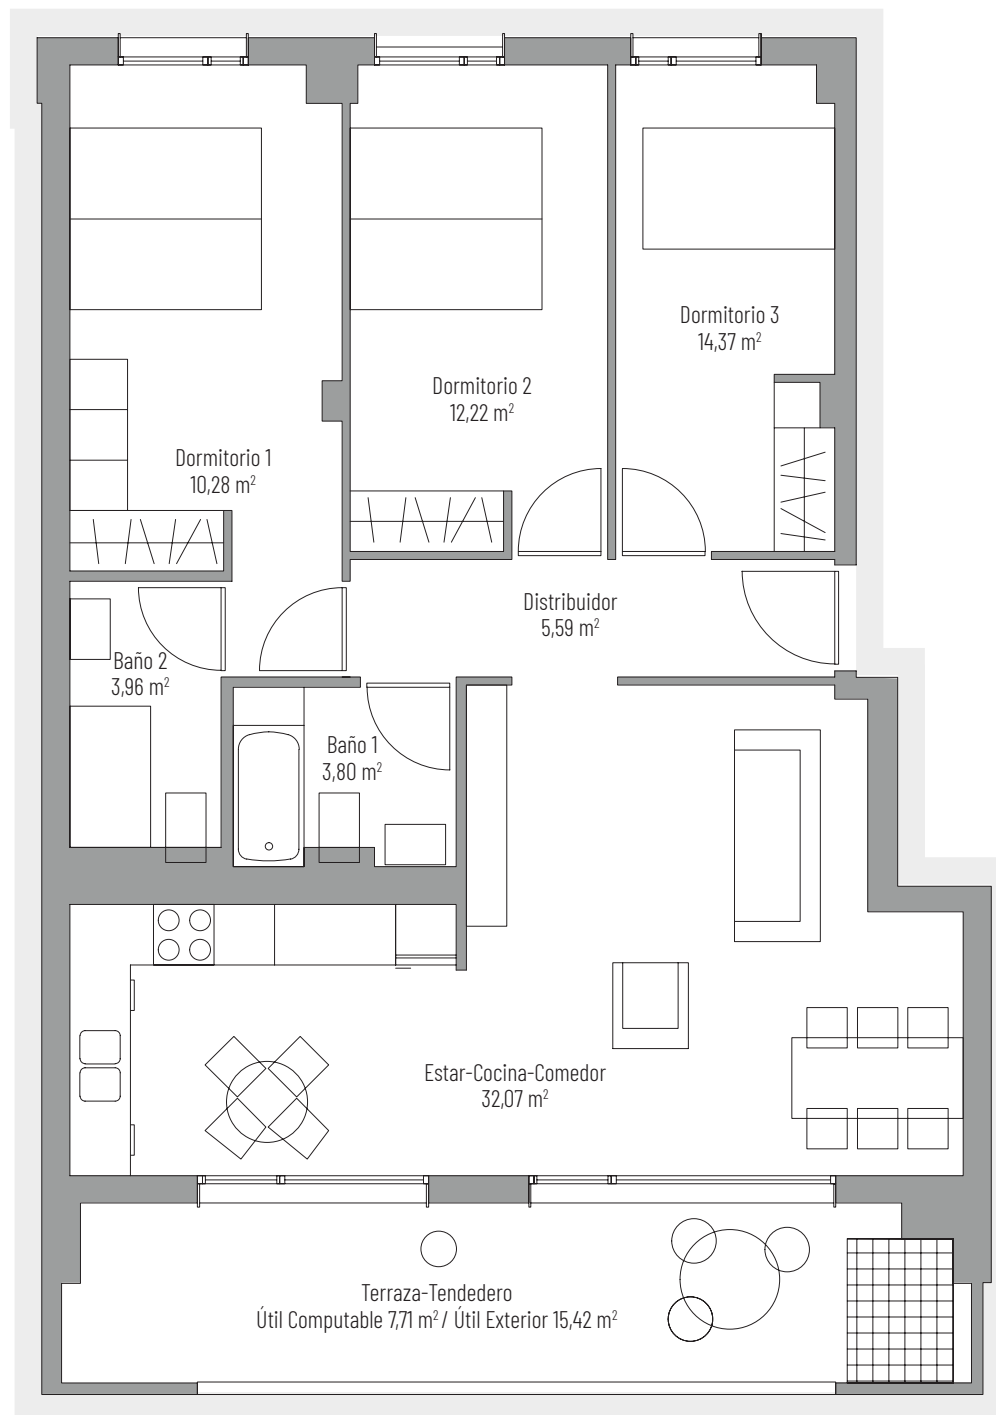 Dormitorio 3
14,37 m²
Dormitorio 2
12,22 m²
Dormitorio 1
10,28 m²
Distribuidor
5,59 m²
Baño 2
3,96 m²
Baño 1
3,80 m²
Estar-Cocina-Comedor
32,07 m²
Terraza-Tendedero
Útil Computable 7,71 m² / Útil Exterior 15,42 m²